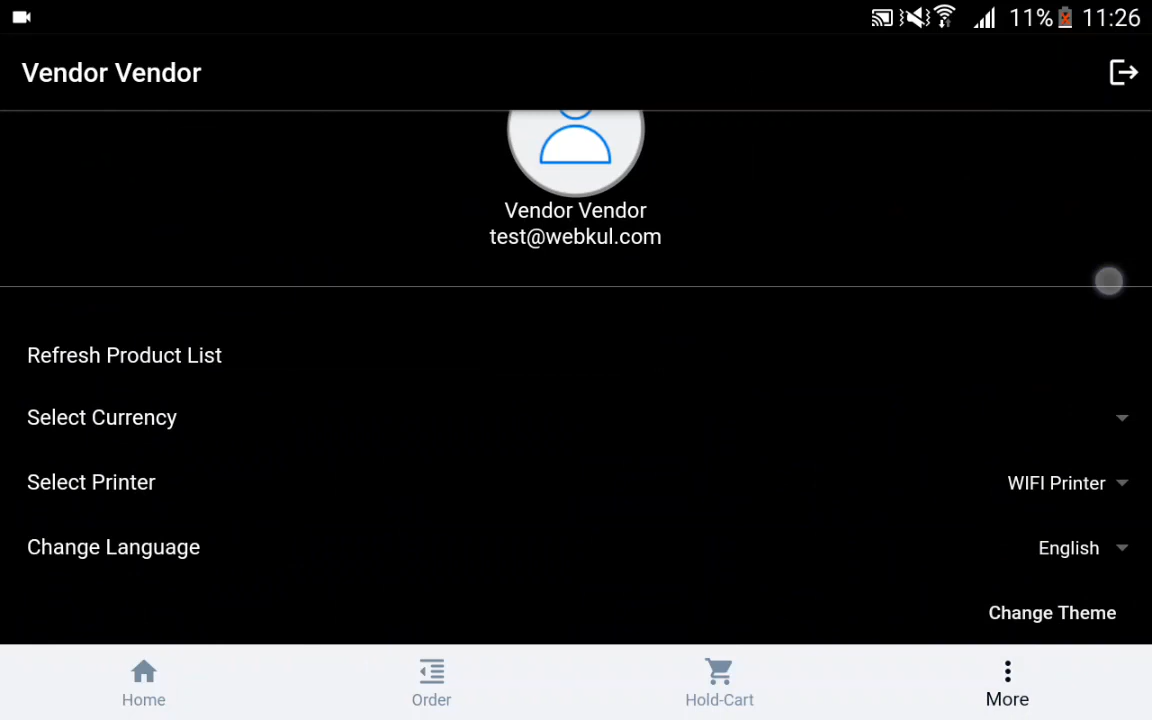 11% 11:26
Vendor Vendor
Vendor Vendor
test@webkul.com
Refresh Product List
Select Currency
Select Printer WIFI Printer
Change Language English
Change Theme
Home Order Hold-Cart More